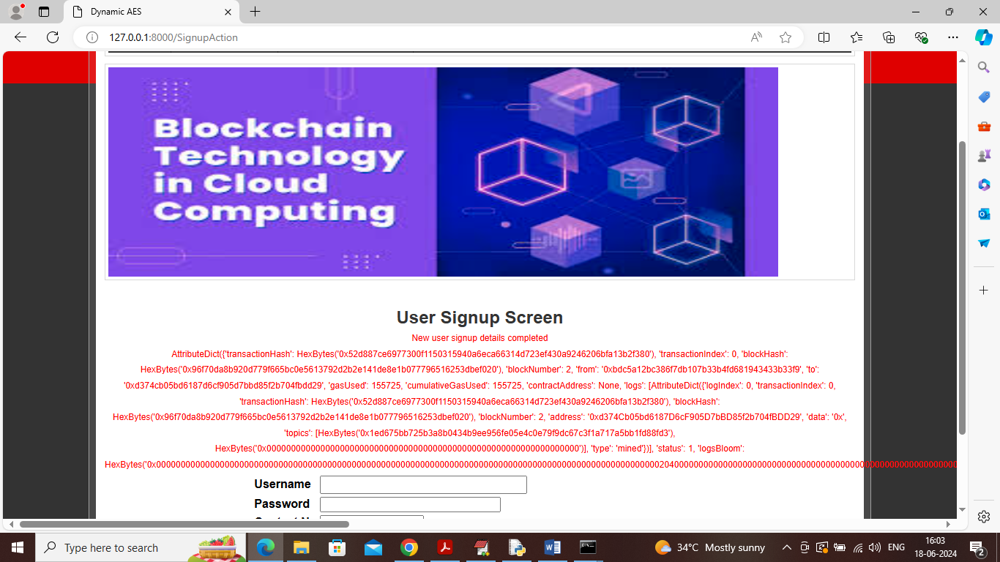 Dynamic AES
127.0.0.1:8000/SignupAction
Blockchain
Technology
in Cloud
Computing
User Signup Screen
New user signup details completed
AttributeDict({'transactionHash': HexBytes('0x52d887ce6977300f1150315940a6eca66314d723ef430a9246206bfa13b2f380'), 'transactionIndex': 0, 'blockHash':
HexBytes('0x96f70da8b920d779f665bc0e5613792d2b2e141de8e1b077796516253dbef020'), 'blockNumber': 2, 'from': '0xbdc5a12bc386f7db107b33b4fd681943433b33f9', 'to':
'0xd374cb05bd6187d6cf905d7bbd85f2b704fbdd29', 'gasUsed': 155725, 'cumulativeGasUsed': 155725, 'contractAddress': None, 'logs': [AttributeDict({'logIndex': 0, 'transactionIndex': 0,
'transactionHash': HexBytes('0x52d887ce6977300f1150315940a6eca66314d723ef430a9246206bfa13b2f380'), 'blockHash':
HexBytes('0x96f70da8b920d779f665bc0e5613792d2b2e141de8e1b077796516253dbef020'), 'blockNumber': 2, 'address': '0xd374Cb05bd6187D6cF905D7bBD85f2b704fBDD29', 'data': '0x',
'topics': [HexBytes('0x1ed675bb725b3a8b0434b9ee956fe05e4c0e79f9dc67c3f1a717a5bb1fd88fd3'),
HexBytes('0x0000000000000000000000000000000000000000000000000000000000000000')], 'type': 'mined'})], 'status': 1, 'logsBloom':
Username
Password
Type here to search
34°C Mostly sunny
ENG
16:03
18-06-2024
2